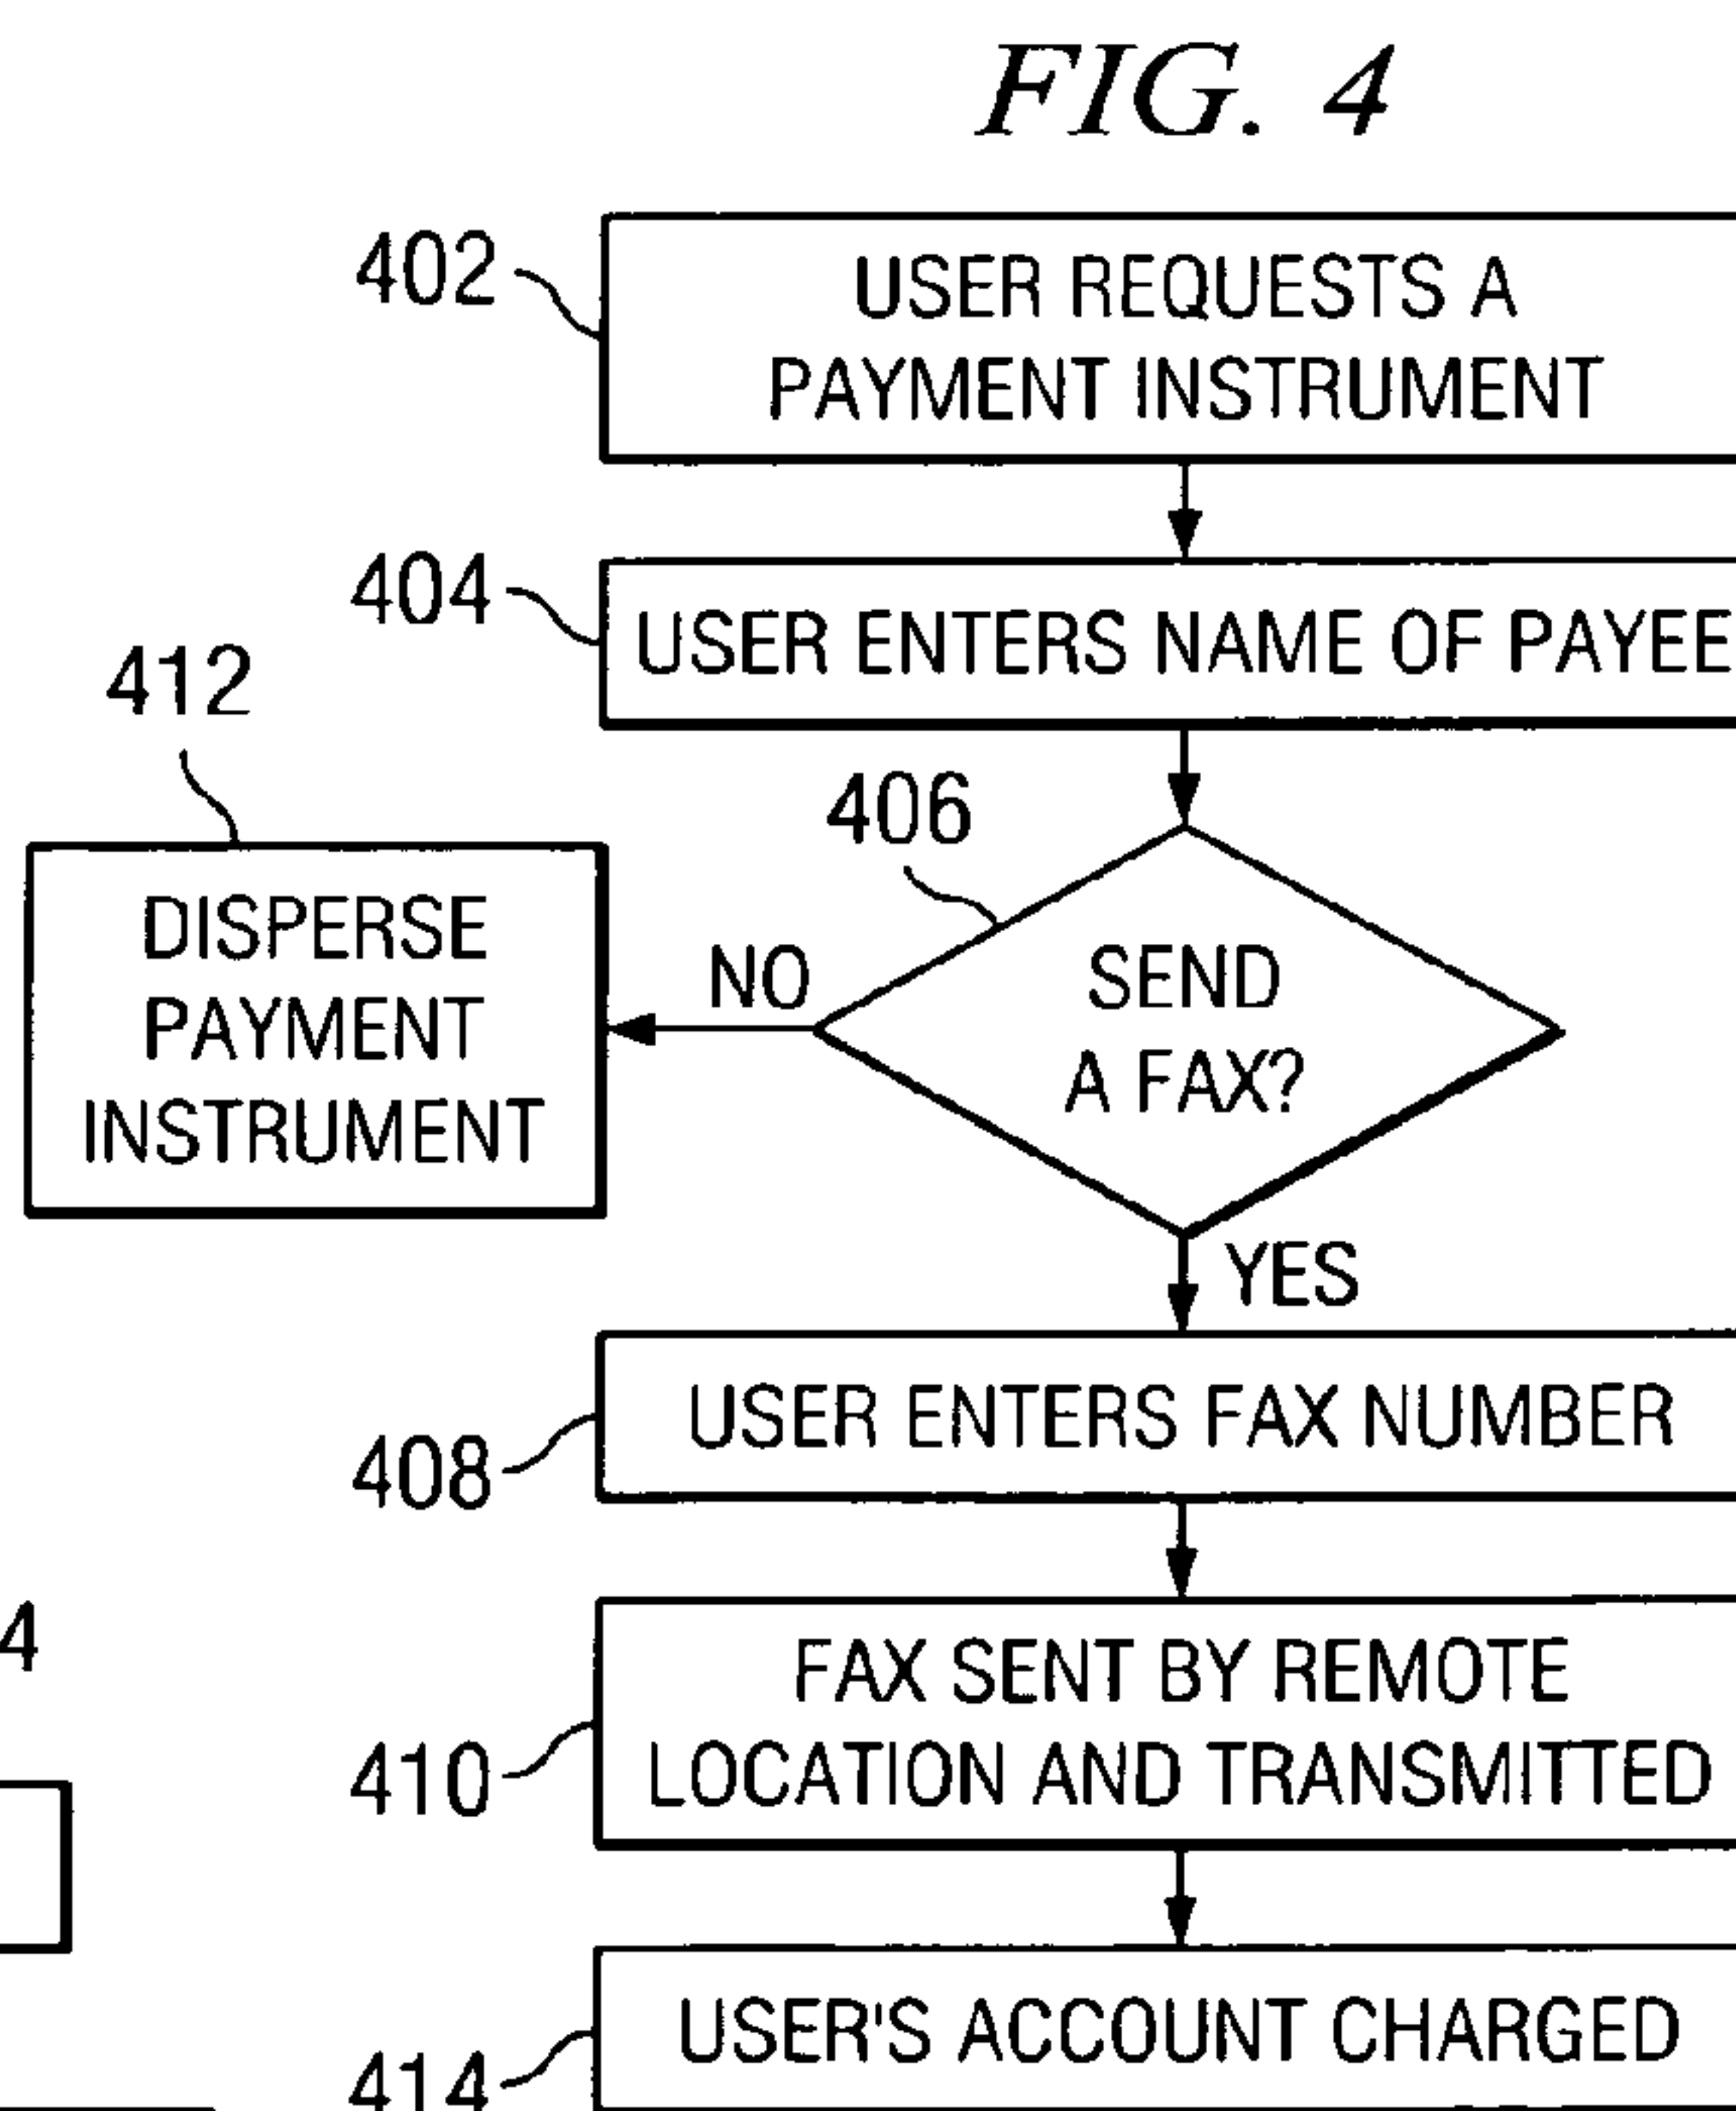 FIG. 4
402
USER REQUESTS A
PAYMENT INSTRUMENT
404
USER ENTERS NAME OF PAYEE
412
406
DISPERSE
PAYMENT
INSTRUMENT
NO
SEND
A FAX?
YES
408
USER ENTERS FAX NUMBER
4
410
FAX SENT BY REMOTE
LOCATION AND TRANSMITTED
414
USER'S ACCOUNT CHARGED